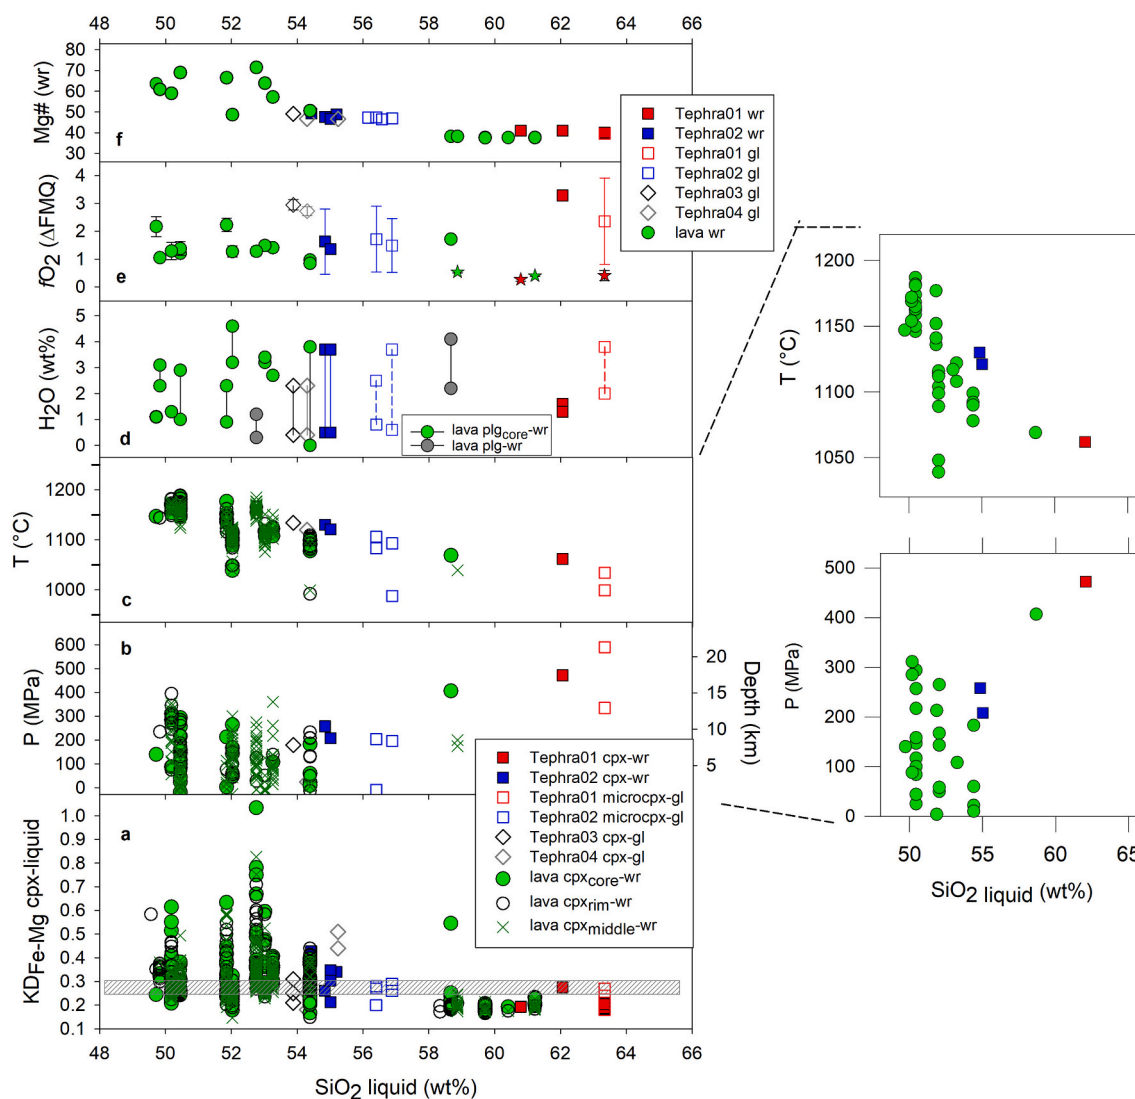 48 50 52 54 56 58 60 62 64 66
80
70
60
50
40
30
Mg# (wr)
f
Tephra01 wr
Tephra02 wr
Tephra01 gl
Tephra02 gl
Tephra03 gl
Tephra04 gl
lava wr
4
3
2
1
0
fO2 (ΔFMQ)
e
5
4
3
2
1
0
H2O (wt%)
d
lava plgcore-wr
lava plg-wr
1200
1100
1000
T (°C)
c
600
500
400
300
200
100
0
P (MPa)
b
20
15
10
5
Depth (km)
Tephra01 cpx-wr
Tephra02 cpx-wr
Tephra01 microcpx-gl
Tephra02 microcpx-gl
Tephra03 cpx-gl
Tephra04 cpx-gl
lava cpxcore-wr
lava cpxrim-wr
lava cpxmiddle-wr
1.0
0.9
0.8
0.7
0.6
0.5
0.4
0.3
0.2
0.1
KDFe-Mg cpx-liquid
a
48 50 52 54 56 58 60 62 64 66
SiO2 liquid (wt%)
1200
1150
1100
1050
T (°C)
500
400
300
200
100
0
P (MPa)
50 55 60 65
SiO2 liquid (wt%)